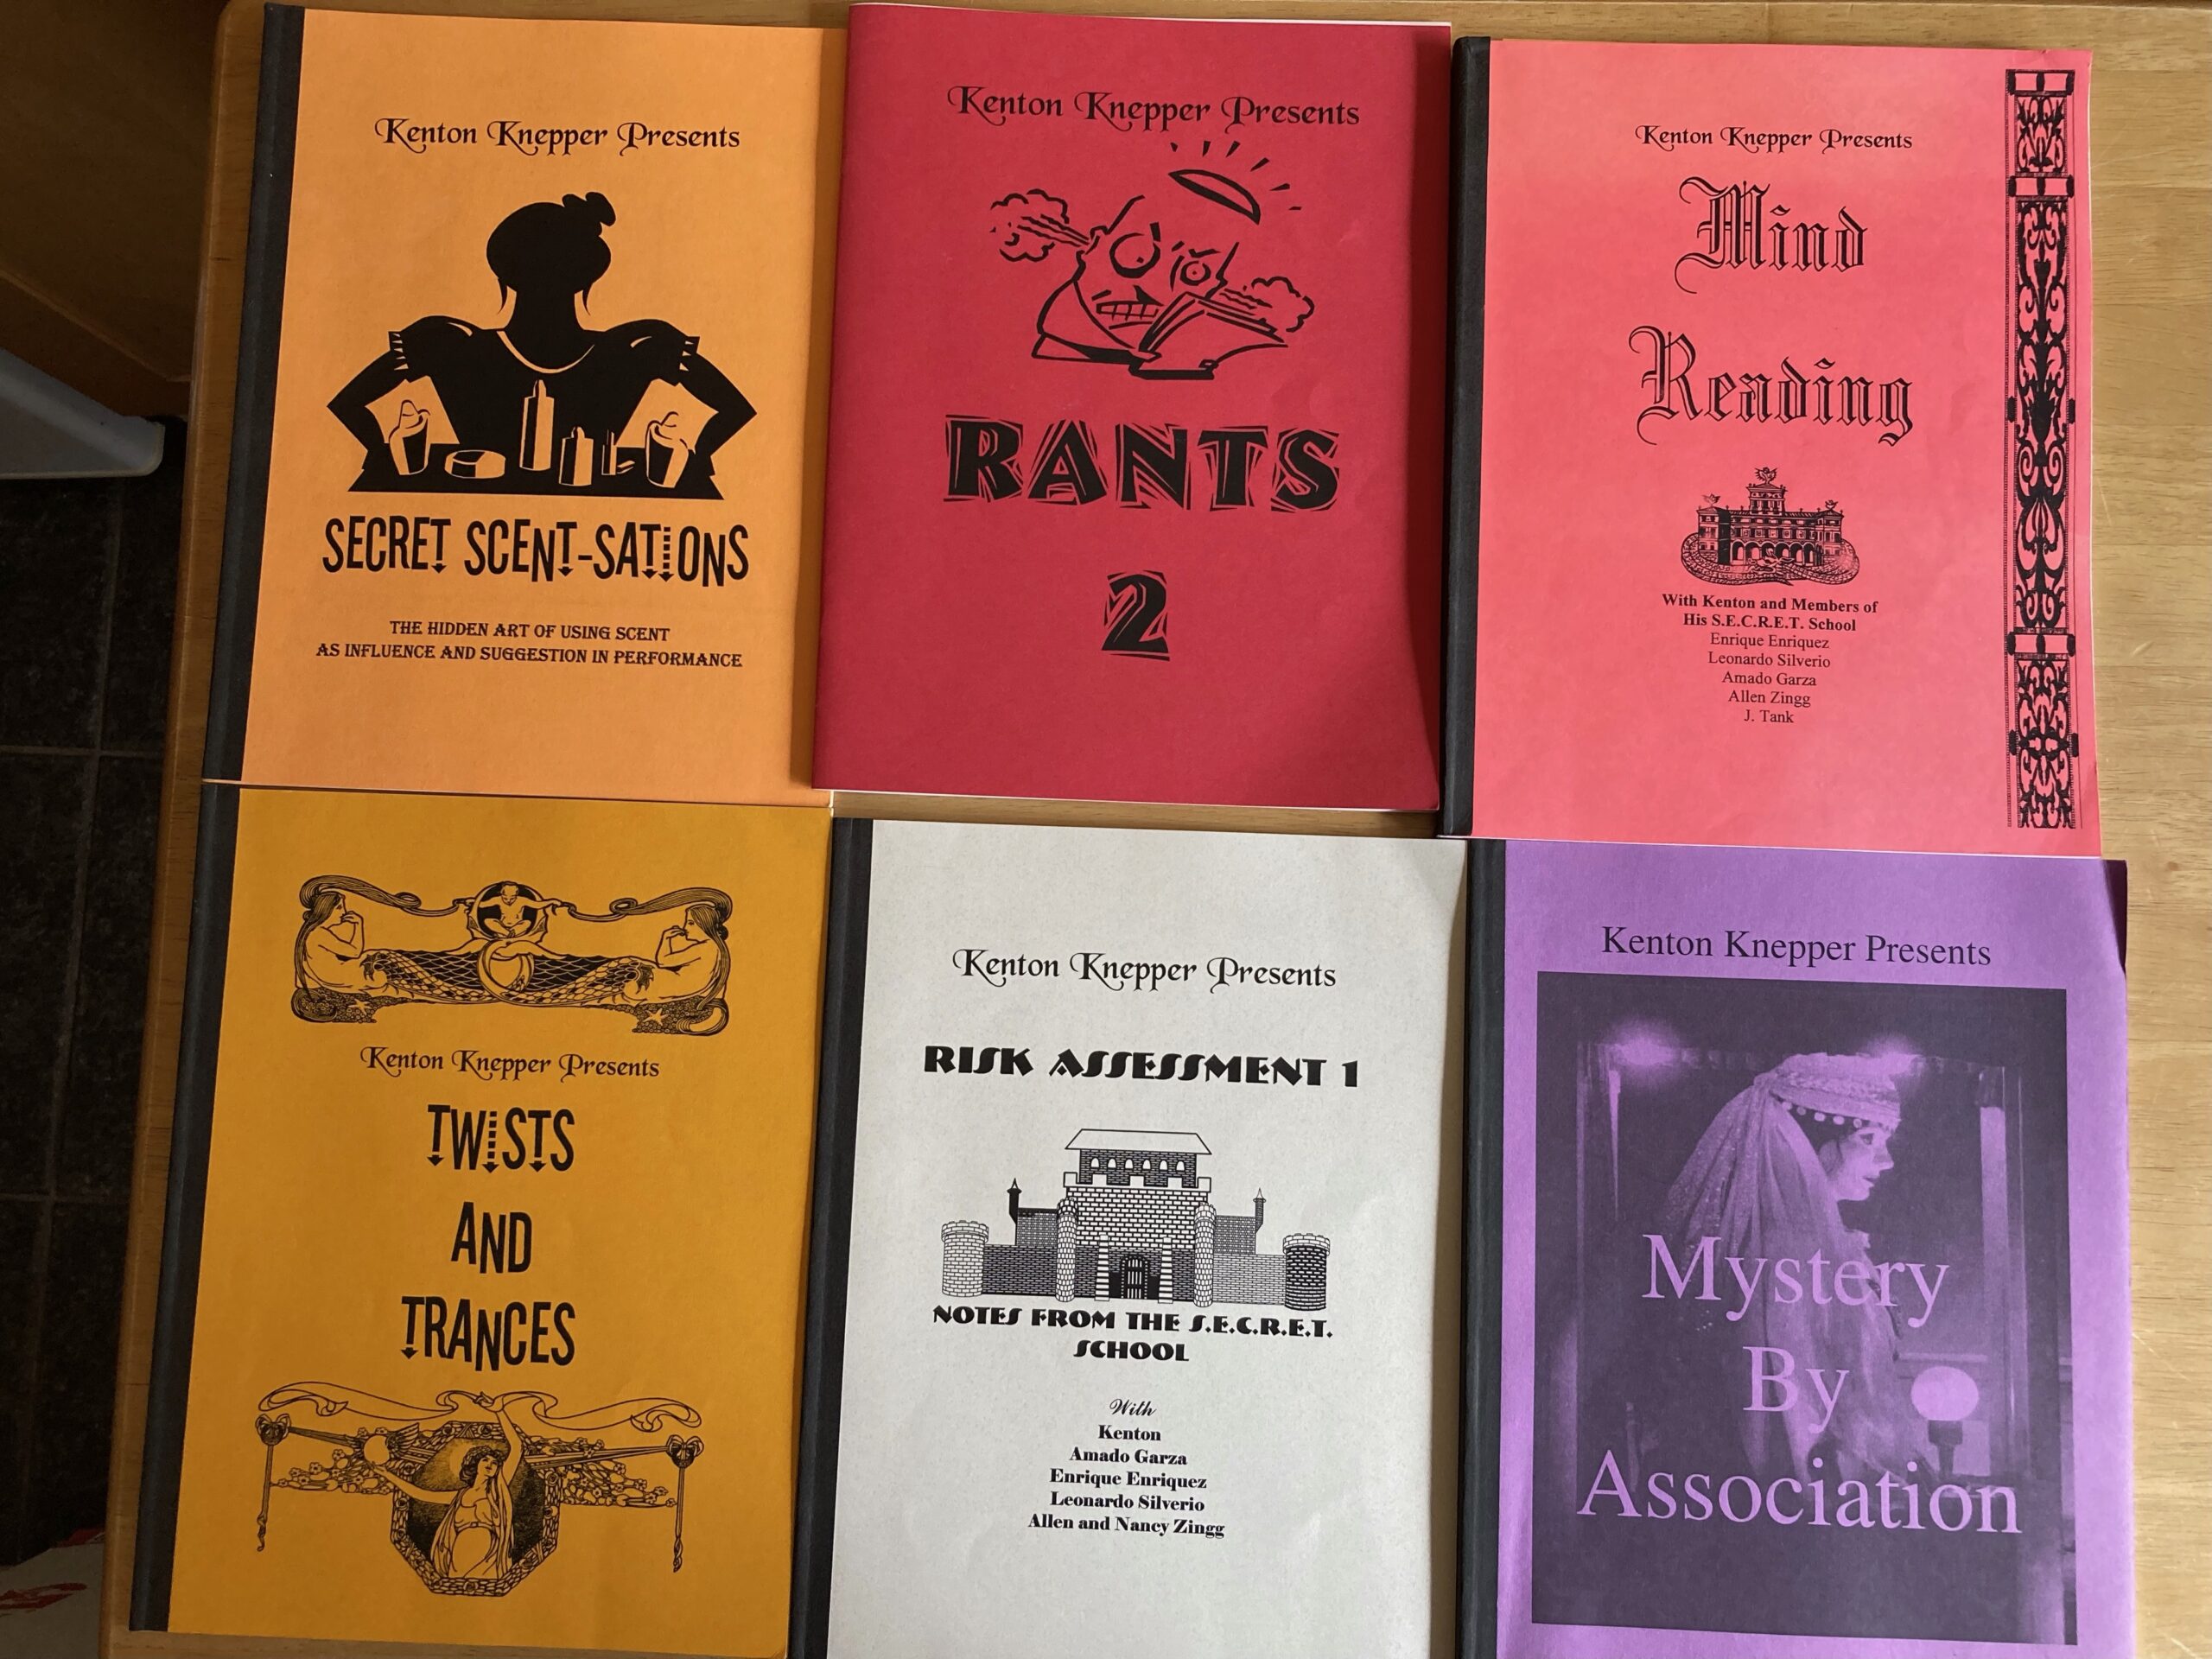 Kenton Knepper Presents
SECRET SCENT-SATIONS
THE HIDDEN ART OF USING SCENT
AS INFLUENCE AND SUGGESTION IN PERFORMANCE
Kenton Knepper Presents
RANTS
2
Kenton Knepper Presents
Mind
Reading
With Kenton and Members of
His S.E.C.R.E.T. School
Enrique Enriquez
Leonardo Silverio
Amado Garza
Allen Zingg
J. Tank
Kenton Knepper Presents
TWISTS
AND
TRANCES
Kenton Knepper Presents
RISK ASSESSMENT 1
NOTES FROM THE S.E.C.R.E.T.
SCHOOL
With
Kenton
Amado Garza
Enrique Enriquez
Leonardo Silverio
Allen and Nancy Zingg
Kenton Knepper Presents
Mystery
By
Association